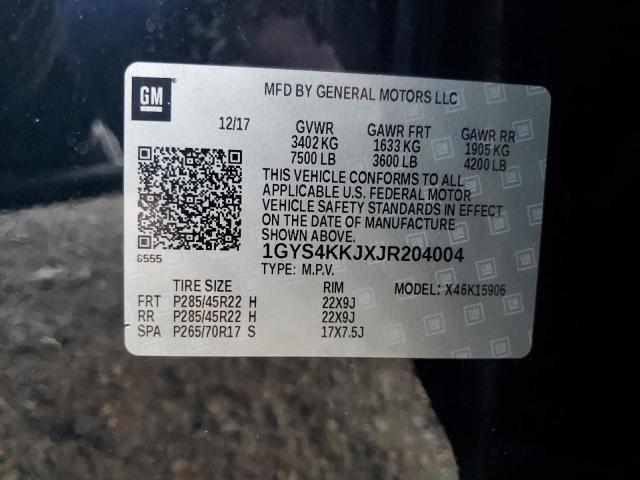 GM
MFD BY GENERAL MOTORS LLC
12/17 GVWR GAWR FRT GAWR RR
3402 KG 1633 KG 1905 KG
7500 LB 3600 LB 4200 LB
THIS VEHICLE CONFORMS TO ALL
APPLICABLE U.S. FEDERAL MOTOR
VEHICLE SAFETY STANDARDS IN EFFECT
ON THE DATE OF MANUFACTURE
SHOWN ABOVE.
6555
1GYS4KKJXJR204004
TYPE: M.P.V.
TIRE SIZE RIM MODEL: X46K15906
FRT P285/45R22 H 22X9J
RR P285/45R22 H 22X9J
SPA P265/70R17 S 17X7.5J